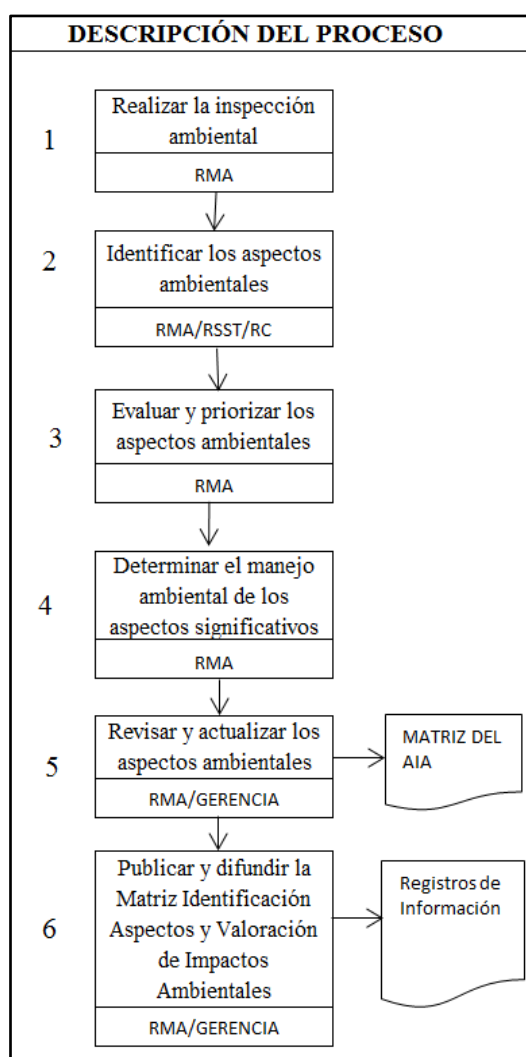 DESCRIPCIÓN DEL PROCESO
1
Realizar la inspección
ambiental
RMA
2
Identificar los aspectos
ambientales
RMA/RSST/RC
3
Evaluar y priorizar los
aspectos ambientales
RMA
4
Determinar el manejo
ambiental de los
aspectos significativos
RMA
5
Revisar y actualizar los
aspectos ambientales
RMA/GERENCIA
MATRIZ DEL
AIA
6
Publicar y difundir la
Matriz Identificación
Aspectos y Valoración
de Impactos
Ambientales
RMA/GERENCIA
Registros de
Información